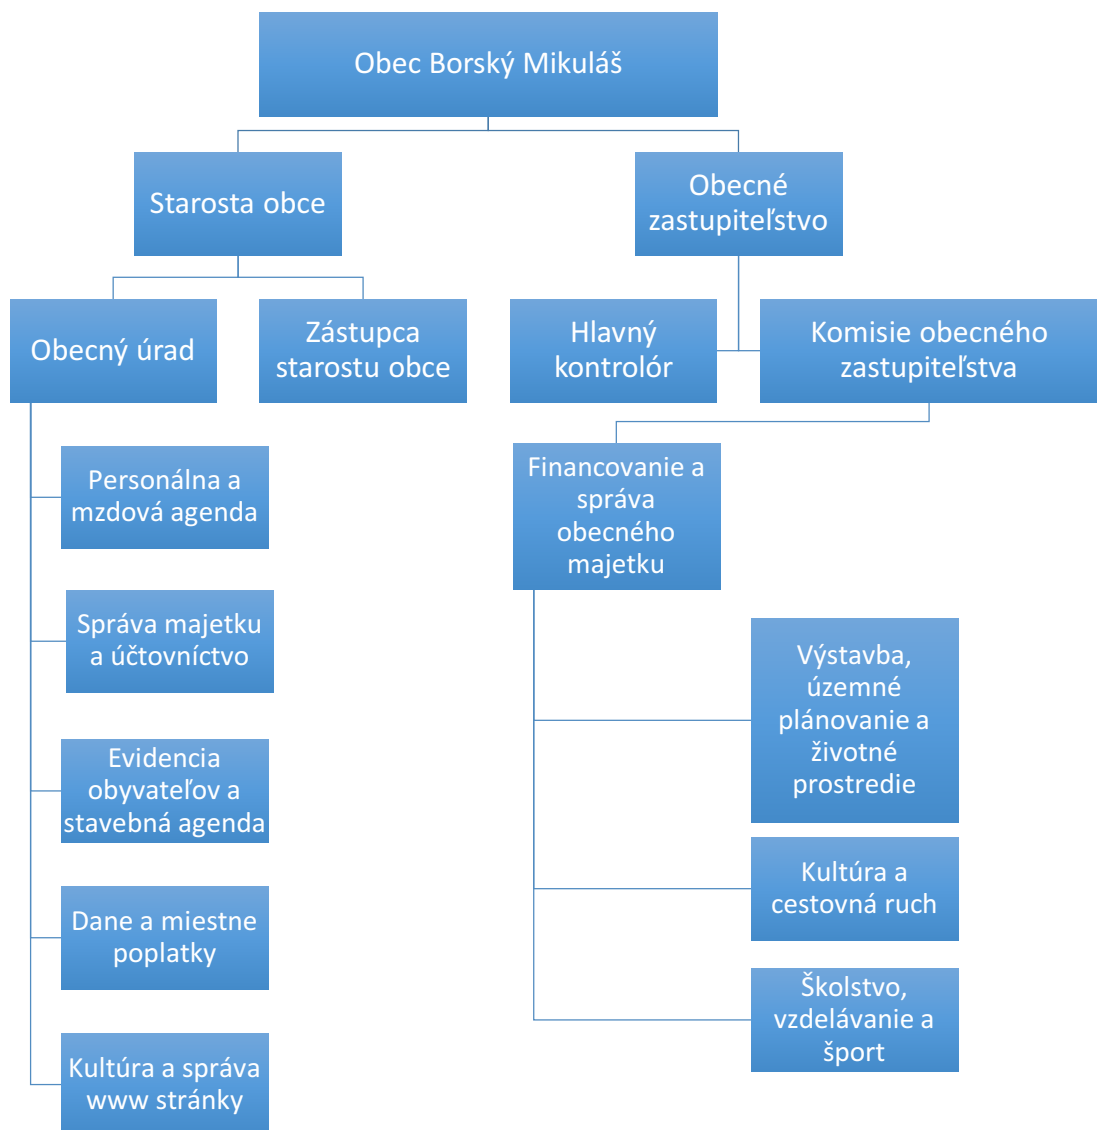 Obec Borský Mikuláš
Starosta obce
Obecné
zastupiteľstvo
Obecný úrad
Zástupca
starostu obce
Hlavný
kontrolór
Komisie obecného
zastupiteľstva
Personálna a
mzdová agenda
Správa majetku
a účtovníctvo
Evidencia
obyvateľov a
stavebná agenda
Dane a miestne
poplatky
Kultúra a správa
www stránky
Financovanie a
správa
obecného
majetku
Výstavba,
územné
plánovanie a
životné
prostredie
Kultúra a
cestovná ruch
Školstvo,
vzdelávanie a
šport